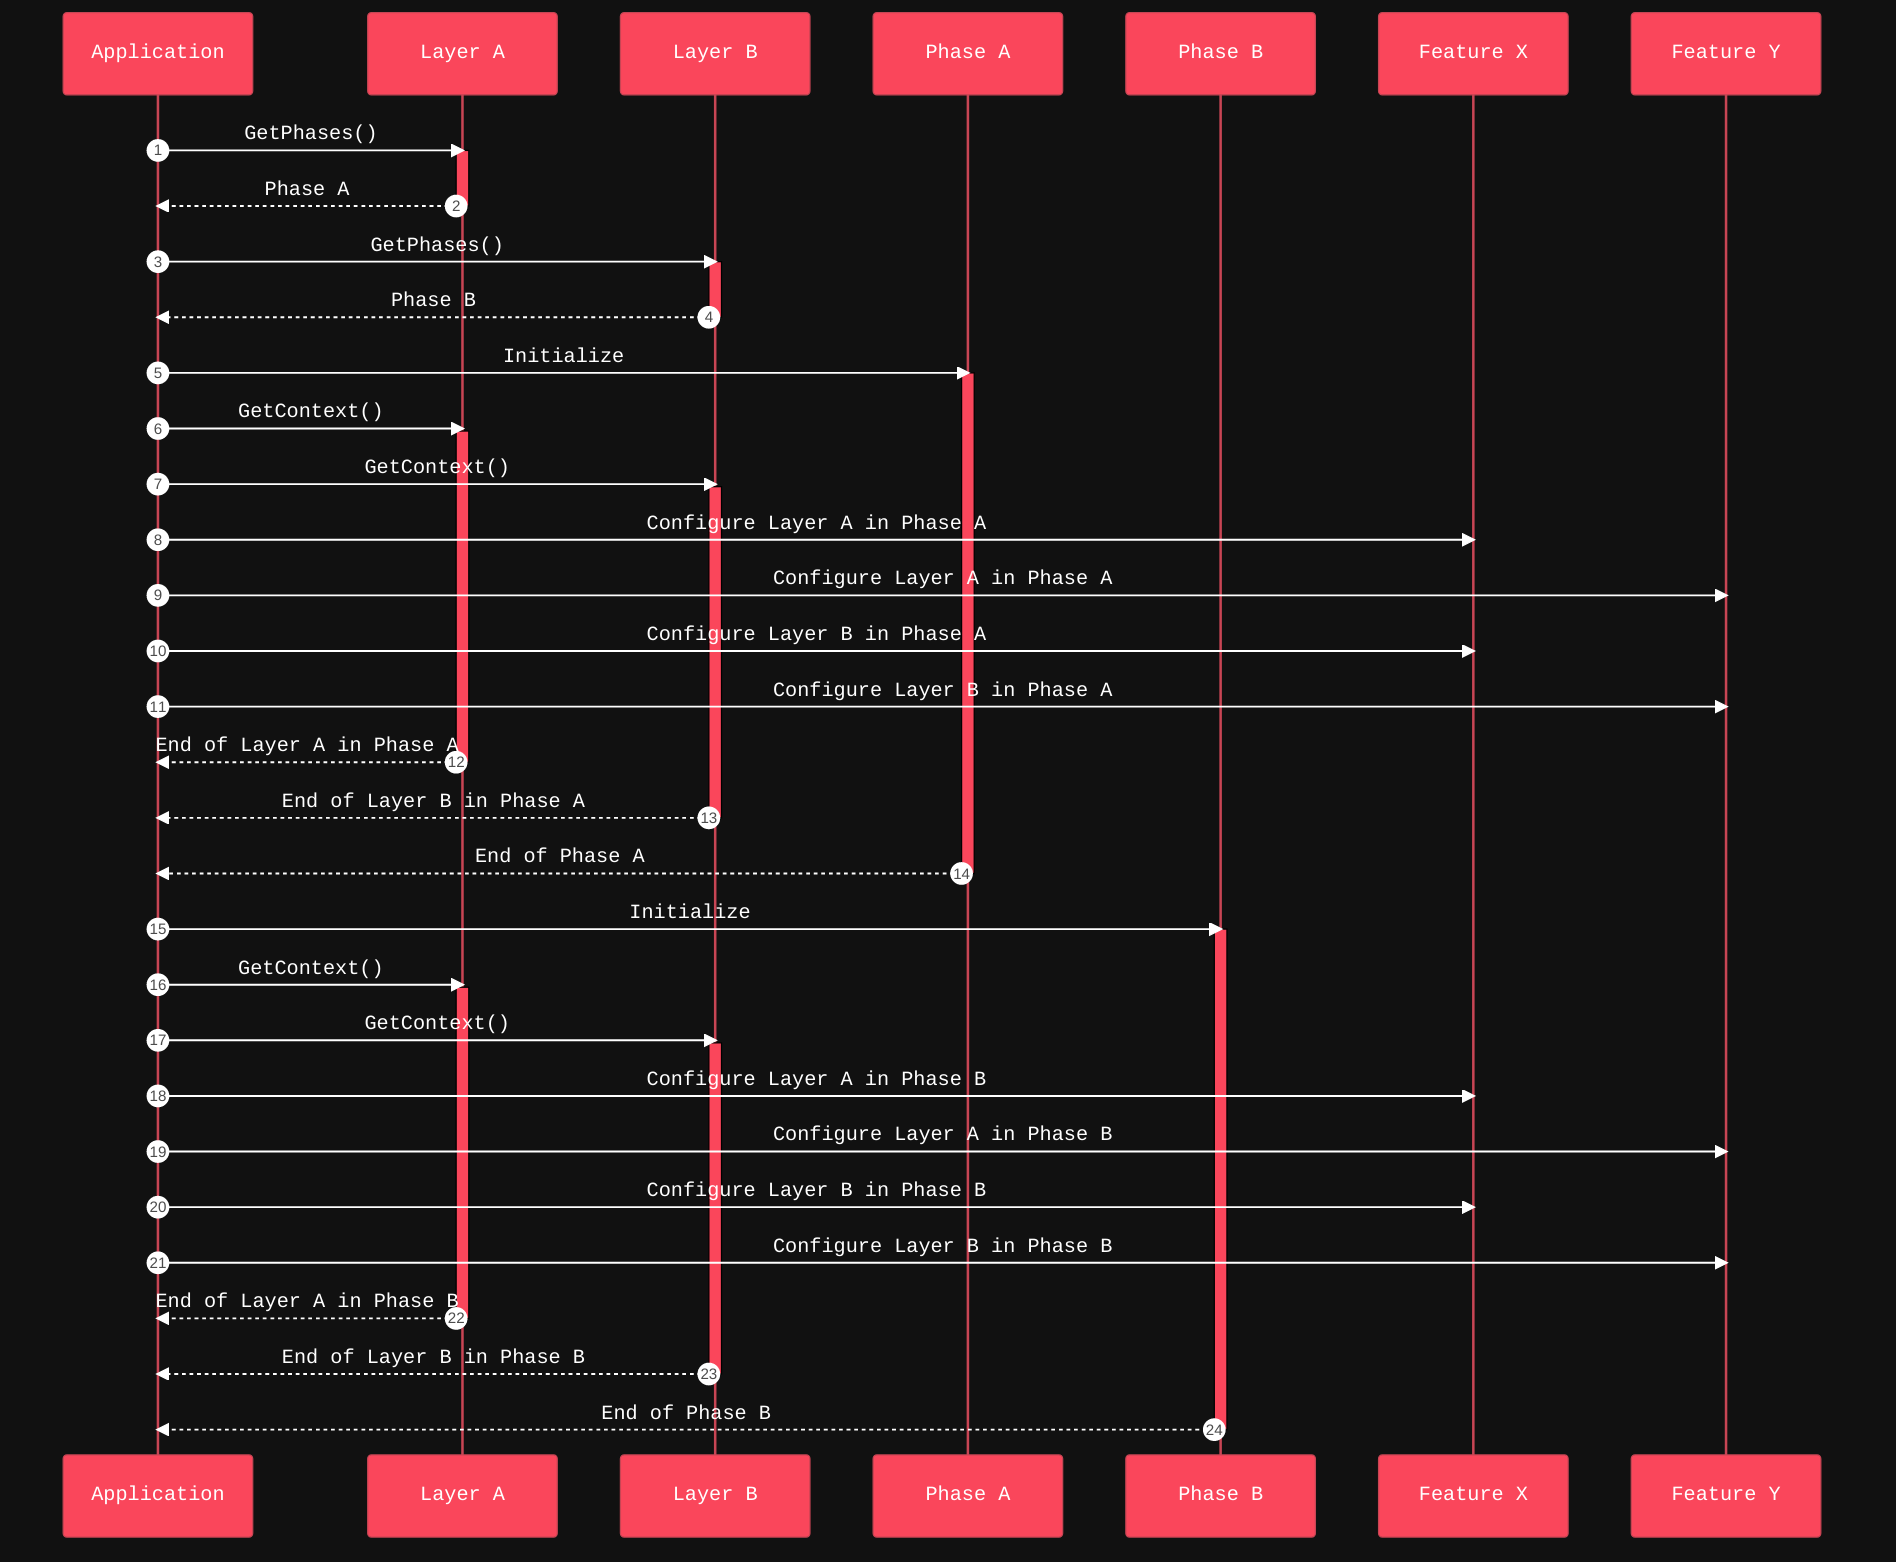 Application
Layer A
Layer B
Phase A
Phase B
Feature X
Feature Y
GetPhases()
1
Phase A
2
GetPhases()
3
Phase B
4
Initialize
5
GetContext()
6
GetContext()
7
Configure Layer A in Phase A
8
Configure Layer A in Phase A
9
Configure Layer B in Phase A
10
Configure Layer B in Phase A
11
End of Layer A in Phase A
12
End of Layer B in Phase A
13
End of Phase A
14
Initialize
15
GetContext()
16
GetContext()
17
Configure Layer A in Phase B
18
Configure Layer A in Phase B
19
Configure Layer B in Phase B
20
Configure Layer B in Phase B
21
End of Layer A in Phase B
22
End of Layer B in Phase B
23
End of Phase B
24
Application
Layer A
Layer B
Phase A
Phase B
Feature X
Feature Y